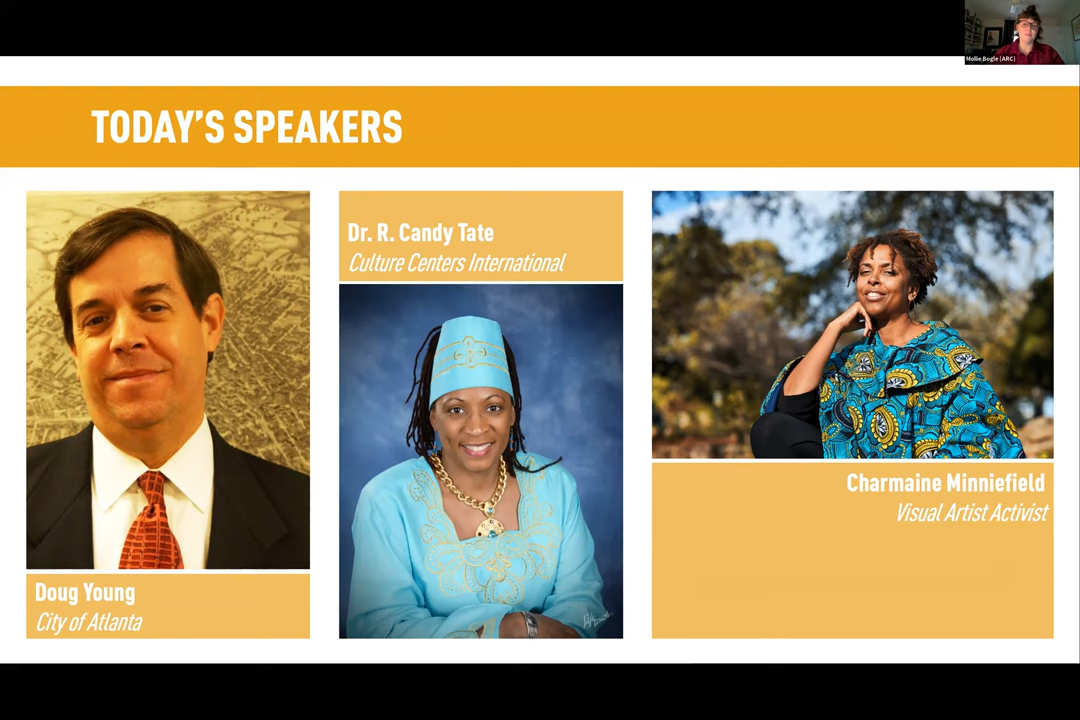 Mollie Bogle (ARC)
TODAY'S SPEAKERS
Doug Young
City of Atlanta
Dr. R. Candy Tate
Culture Centers International
Charmaine Minniefield
Visual Artist Activist